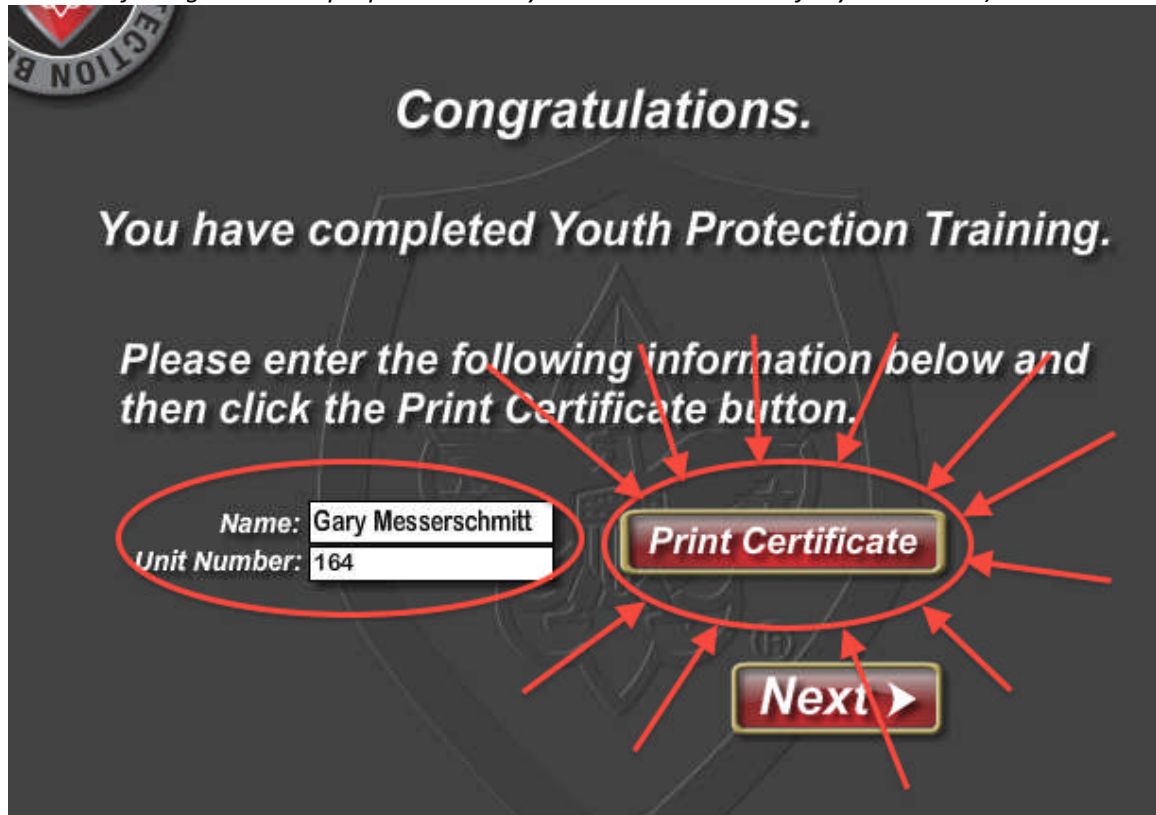 ECTION B
Congratulations.
You have completed Youth Protection Training.
Please enter the following information below and
then click the Print Certificate button.
Name: Gary Messerschmitt
Unit Number: 164
Print Certificate
®
Next